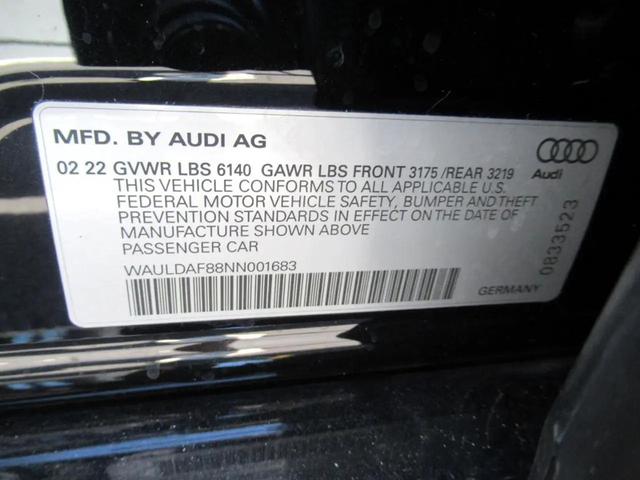 MFD. BY AUDI AG
02 22 GVWR LBS 6140 GAWR LBS FRONT 3175 /REAR 3219
THIS VEHICLE CONFORMS TO ALL APPLICABLE U.S.
FEDERAL MOTOR VEHICLE SAFETY, BUMPER AND THEFT
PREVENTION STANDARDS IN EFFECT ON THE DATE OF
MANUFACTURE SHOWN ABOVE
PASSENGER CAR
WAULDAF88NN001683
Audi
0833523
GERMANY